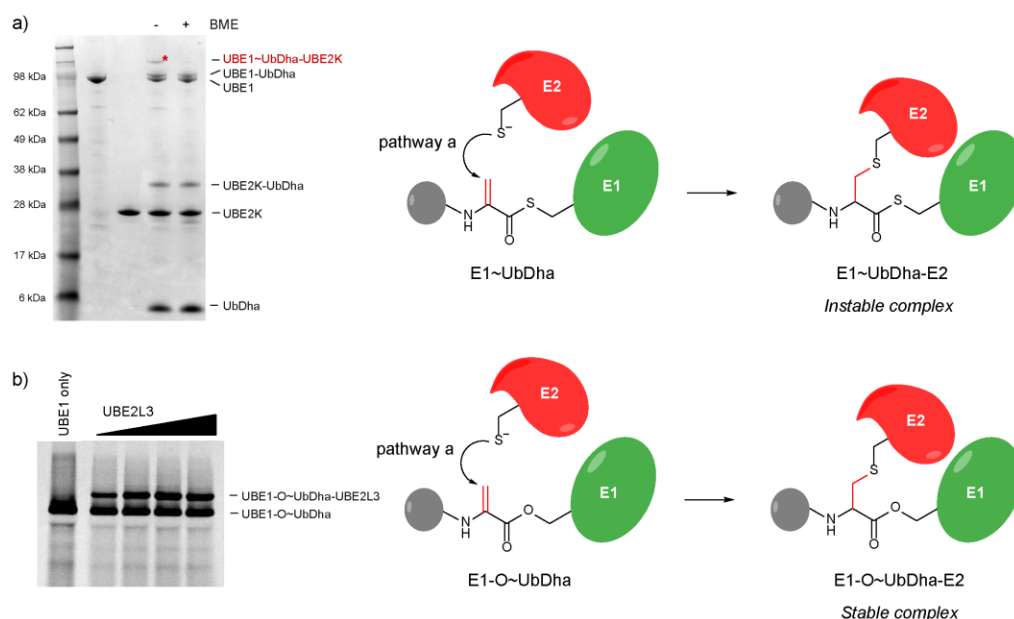 a)
- + BME
UBE1~UbDha-UBE2K
*
98 kDa
UBE1-UbDha
UBE1
62 kDa
49 kDa
38 kDa
UBE2K-UbDha
28 kDa
UBE2K
17 kDa
6 kDa
UbDha
E2
S⁻
pathway a
E1
NH
O
S
E1~UbDha
E2
S
E1
N
H
O
S
E1~UbDha-E2
Instable complex
b)
UBE1 only
UBE2L3
UBE1-O~UbDha-UBE2L3
UBE1-O~UbDha
E2
S⁻
pathway a
E1
O
N
H
O
E1-O~UbDha
E2
S
E1
O
N
H
O
E1-O~UbDha-E2
Stable complex